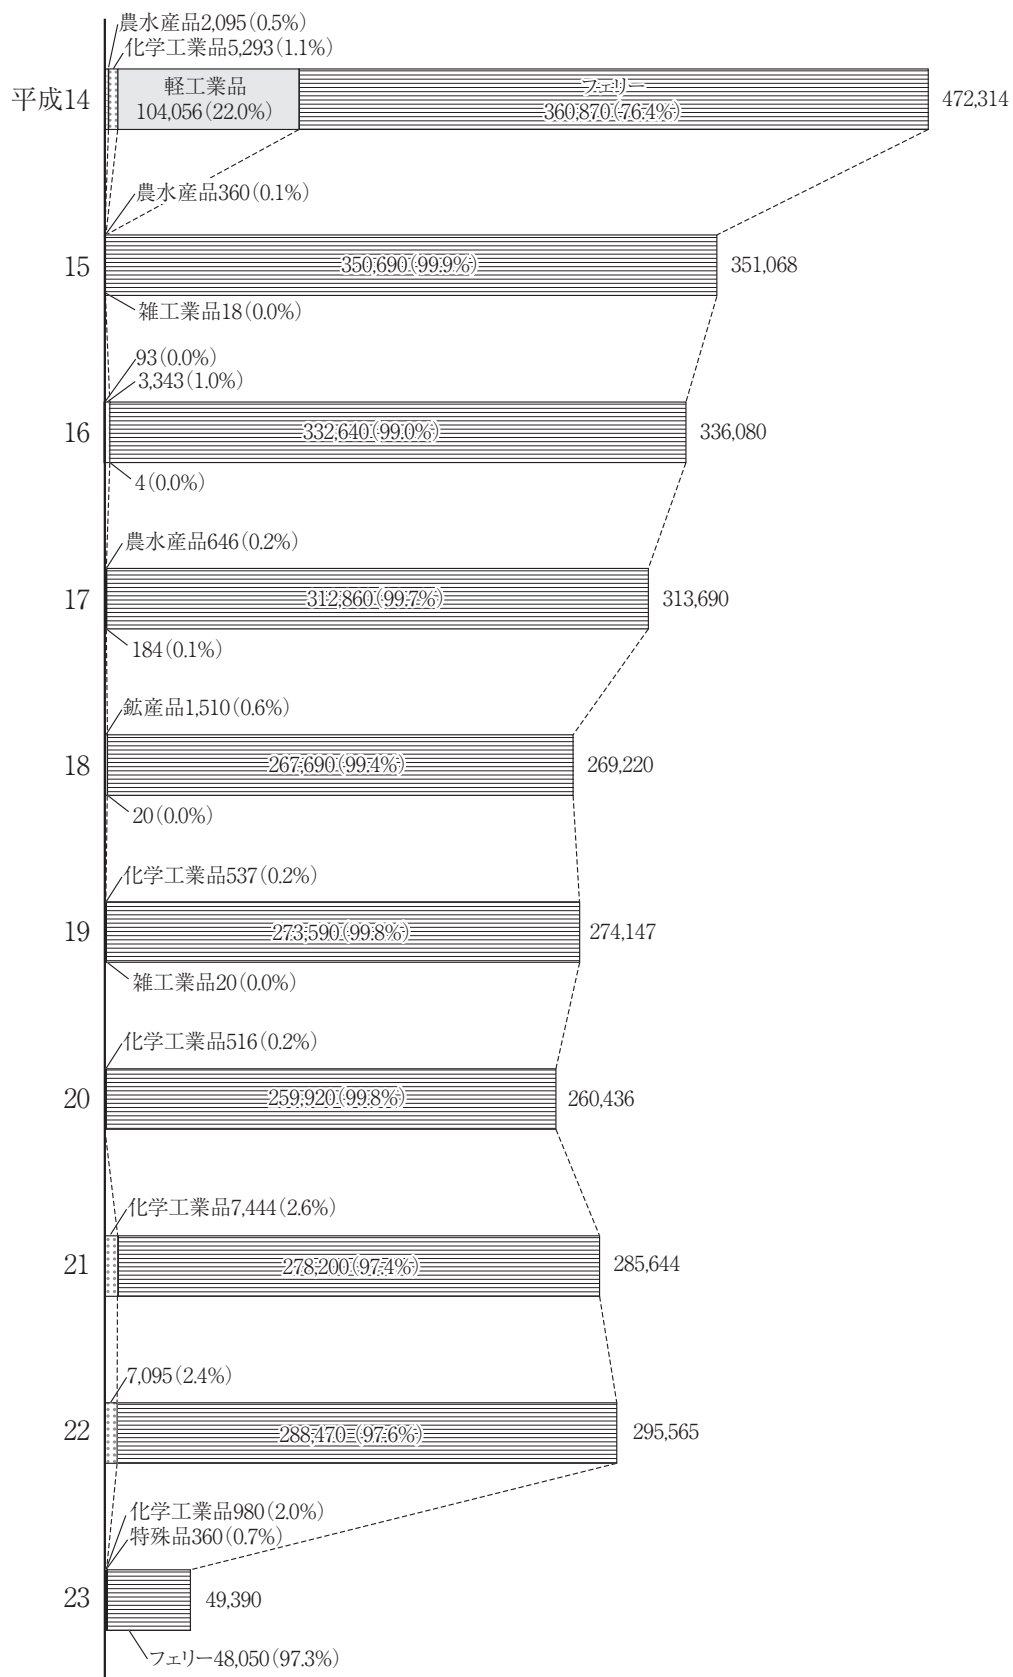 農水産品2,095(0.5%)
化学工業品5,293(1.1%)
平成14
軽工業品
104,056(22.0%)
フェリー
360,870(76.4%)
472,314
農水産品360(0.1%)
15
350,690(99.9%)
351,068
雑工業品18(0.0%)
93(0.0%)
3,343(1.0%)
16
332,640(99.0%)
336,080
4(0.0%)
農水産品646(0.2%)
17
312,860(99.7%)
313,690
184(0.1%)
鉱産品1,510(0.6%)
18
267,690(99.4%)
269,220
20(0.0%)
化学工業品537(0.2%)
19
273,590(99.8%)
274,147
雑工業品20(0.0%)
化学工業品516(0.2%)
20
259,920(99.8%)
260,436
化学工業品7,444(2.6%)
21
278,200(97.4%)
285,644
7,095(2.4%)
22
288,470(97.6%)
295,565
化学工業品980(2.0%)
特殊品360(0.7%)
23
49,390
フェリー48,050(97.3%)